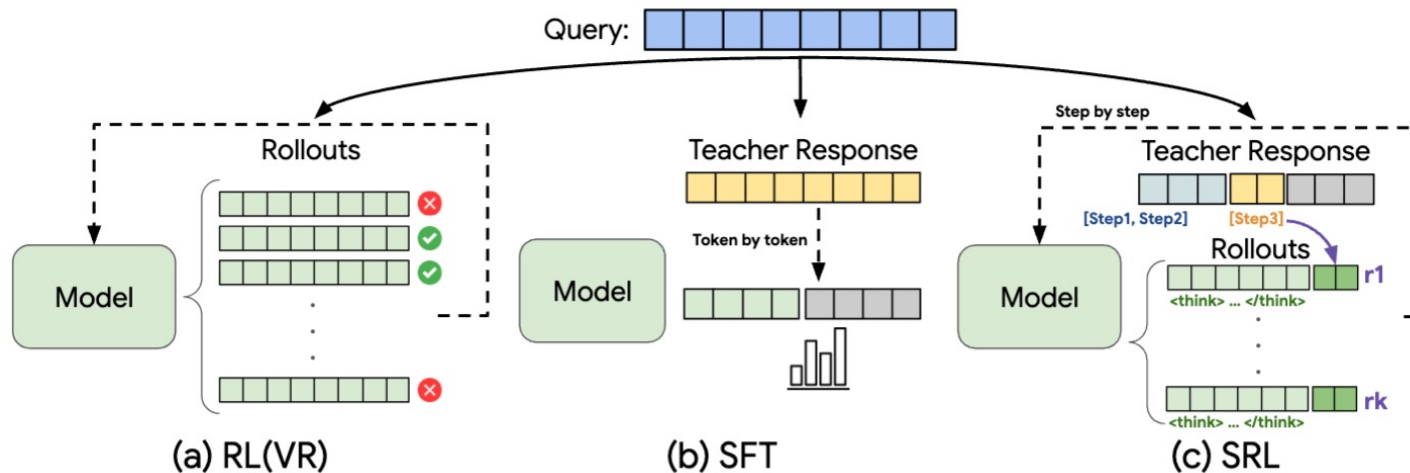 Query:
Rollouts
Model
(a) RL(VR)
Teacher Response
Token by token
Model
(b) SFT
Step by step
Teacher Response
[Step1, Step2]
[Step3]
Rollouts
Model
r1
<think> ... </think>
rk
<think> ... </think>
(c) SRL